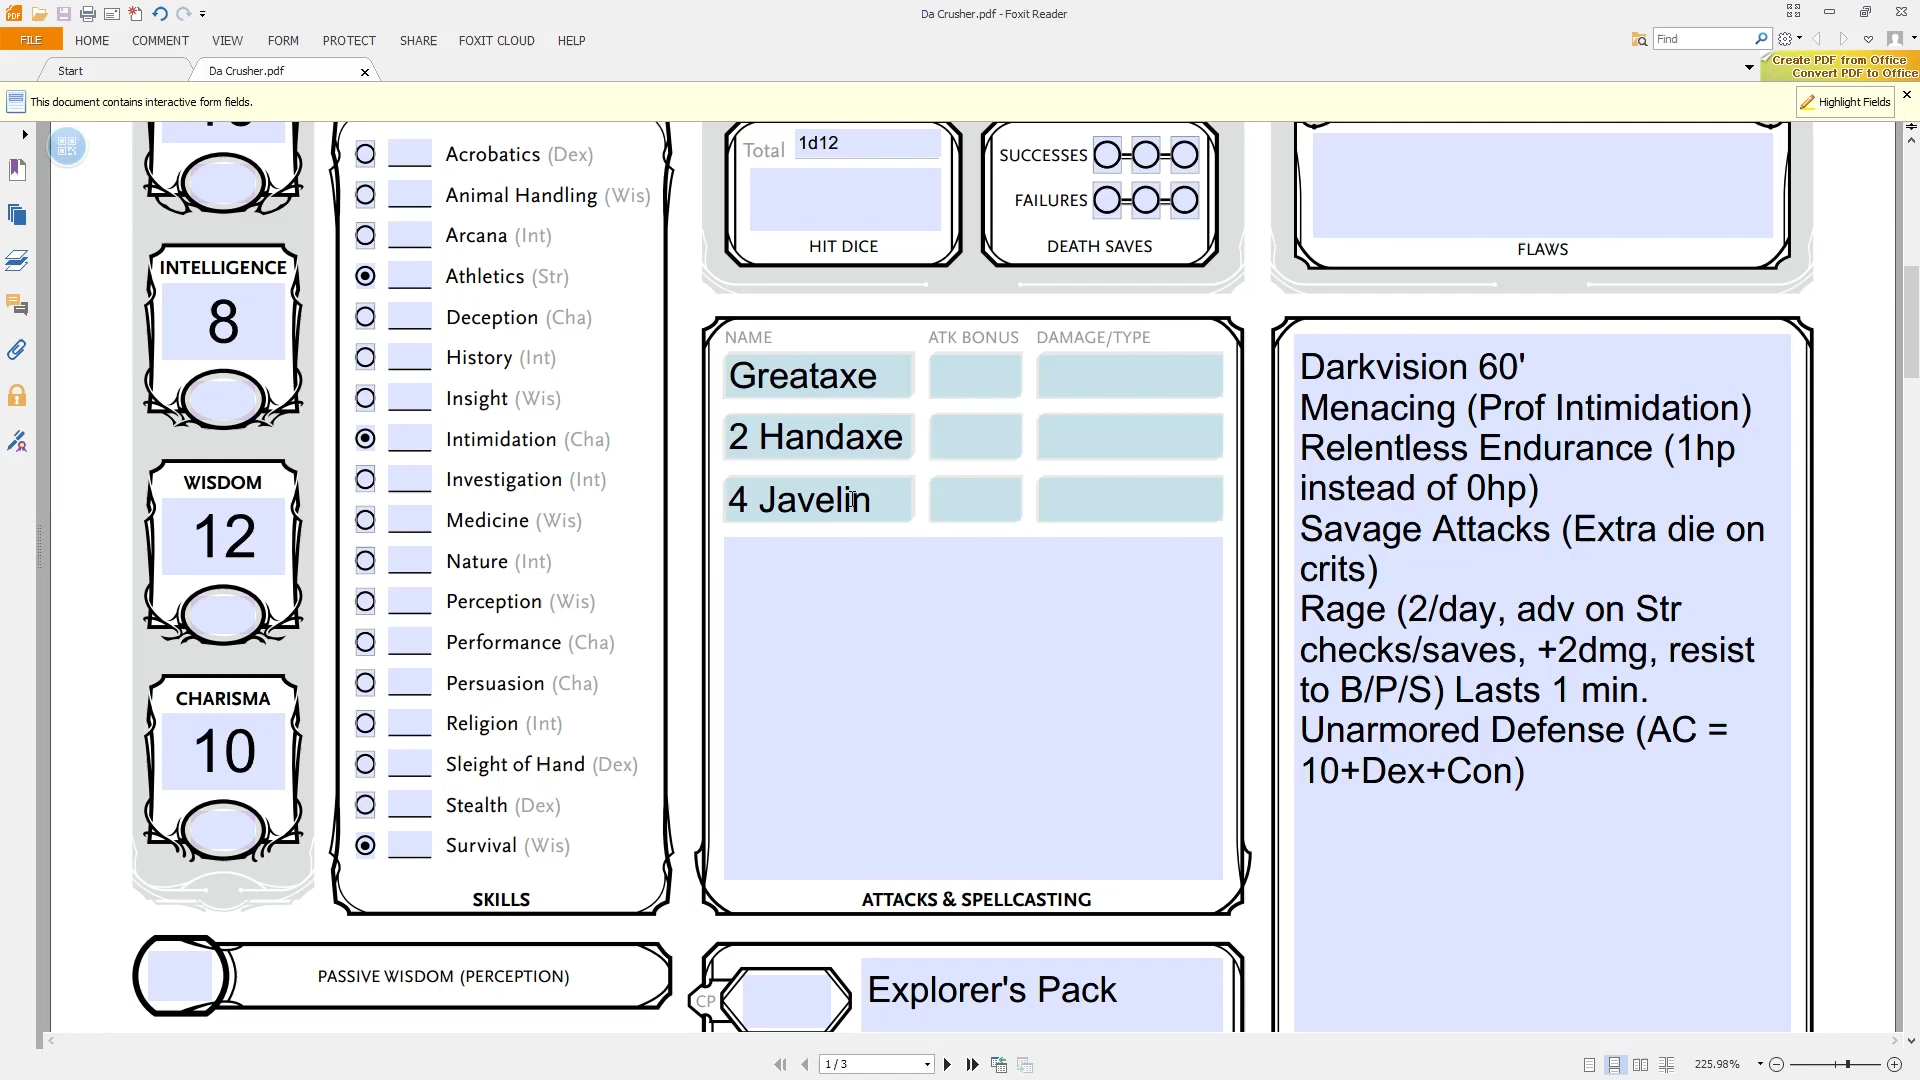 Da Crusher.pdf - Foxit Reader
FILE HOME COMMENT VIEW FORM PROTECT SHARE FOXIT CLOUD HELP
Find
Start
Da Crusher.pdf
Create PDF from Office
Convert PDF to Office
This document contains interactive form fields.
Highlight Fields
INTELLIGENCE
8
WISDOM
12
CHARISMA
10
Acrobatics (Dex)
Animal Handling (Wis)
Arcana (Int)
Athletics (Str)
Deception (Cha)
History (Int)
Insight (Wis)
Intimidation (Cha)
Investigation (Int)
Medicine (Wis)
Nature (Int)
Perception (Wis)
Performance (Cha)
Persuasion (Cha)
Religion (Int)
Sleight of Hand (Dex)
Stealth (Dex)
Survival (Wis)
SKILLS
PASSIVE WISDOM (PERCEPTION)
Total 1d12
HIT DICE
SUCCESSES
FAILURES
DEATH SAVES
FLAWS
NAME ATK BONUS DAMAGE/TYPE
Greataxe
2 Handaxe
4 Javelin
ATTACKS & SPELLCASTING
CP
Explorer's Pack
Darkvision 60'
Menacing (Prof Intimidation)
Relentless Endurance (1hp
instead of 0hp)
Savage Attacks (Extra die on
crits)
Rage (2/day, adv on Str
checks/saves, +2dmg, resist
to B/P/S) Lasts 1 min.
Unarmored Defense (AC =
10+Dex+Con)
1 / 3
225.98%